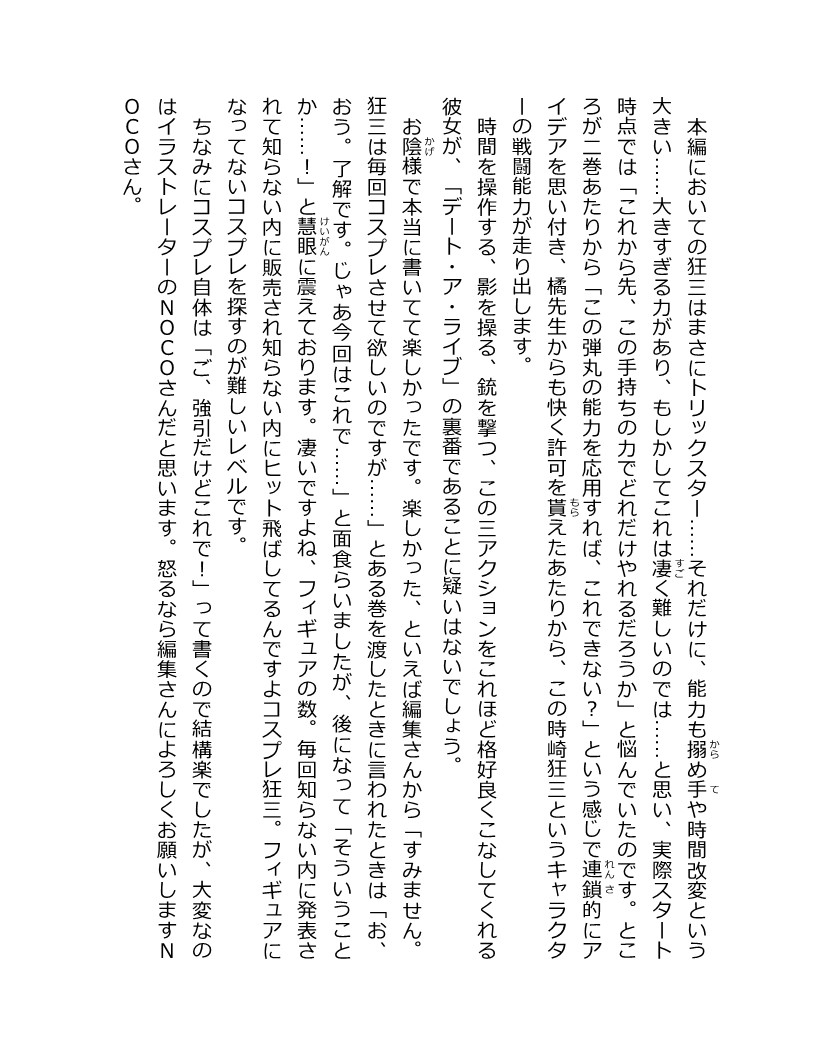 本編においての狂三はまさにトリックスター……それだけに、能力も搦め手や時間改変という
大きい……大きすぎる力があり、もしかしてこれは凄く難しいのでは……と思い、実際スタート
時点では「これから先、この手持ちの力でどれだけやれるだろうか」と悩んでいたのです。とこ
ろが二巻あたりから「この弾丸の能力を応用すれば、これできない？」という感じで連鎖的にア
イデアを思い付き、橘先生からも快く許可を貰えたあたりから、この時崎狂三というキャラクタ
ーの戦闘能力が走り出します。
　時間を操作する、影を操る、銃を撃つ、この三アクションをこれほど格好良くこなしてくれる
彼女が、「デート・ア・ライブ」の裏番であることに疑いはないでしょう。
　お陰様で本当に書いてて楽しかったです。楽しかった、といえば編集さんから「すみません。
狂三は毎回コスプレさせて欲しいのですが……」とある巻を渡したときに言われたときは「お、
おう。了解です。じゃあ今回はこれで……」と面食らいましたが、後になって「そういうこと
か……！」と慧眼に震えております。凄いですよね、フィギュアの数。毎回知らない内に発表さ
れて知らない内に販売され知らない内にヒット飛ばしてるんですよコスプレ狂三。フィギュアに
なってないコスプレを探すのが難しいレベルです。
　ちなみにコスプレ自体は「ご、強引だけどこれで！」って書くので結構楽でしたが、大変なの
はイラストレーターのＮＯＣＯさんだと思います。怒るなら編集さんによろしくお願いしますＮ
ＯＣＯさん。